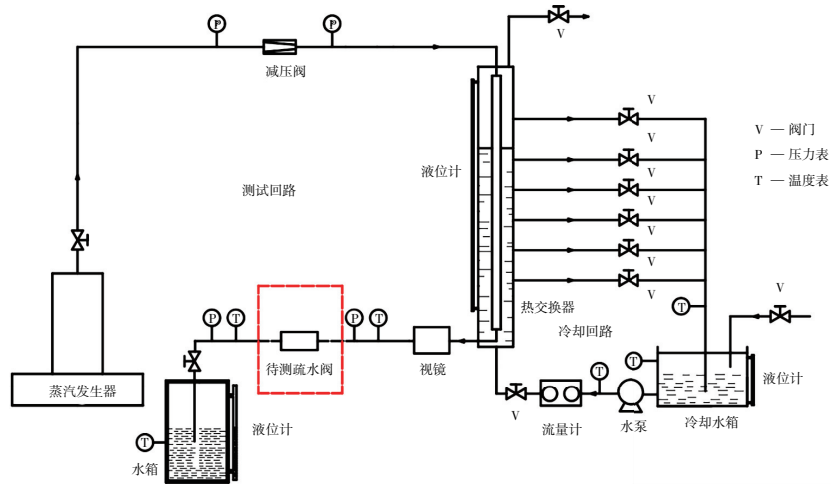 V
P
P
减压阀
V
V
V — 阀门
P — 压力表
T — 温度表
V
液位计
测试回路
V
V
V
V
热交换器
冷却回路
T
V
P
T
P
T
待测疏水阀
视镜
蒸汽发生器
T
T
液位计
V
流量计
水泵
冷却水箱
液位计
T
水箱